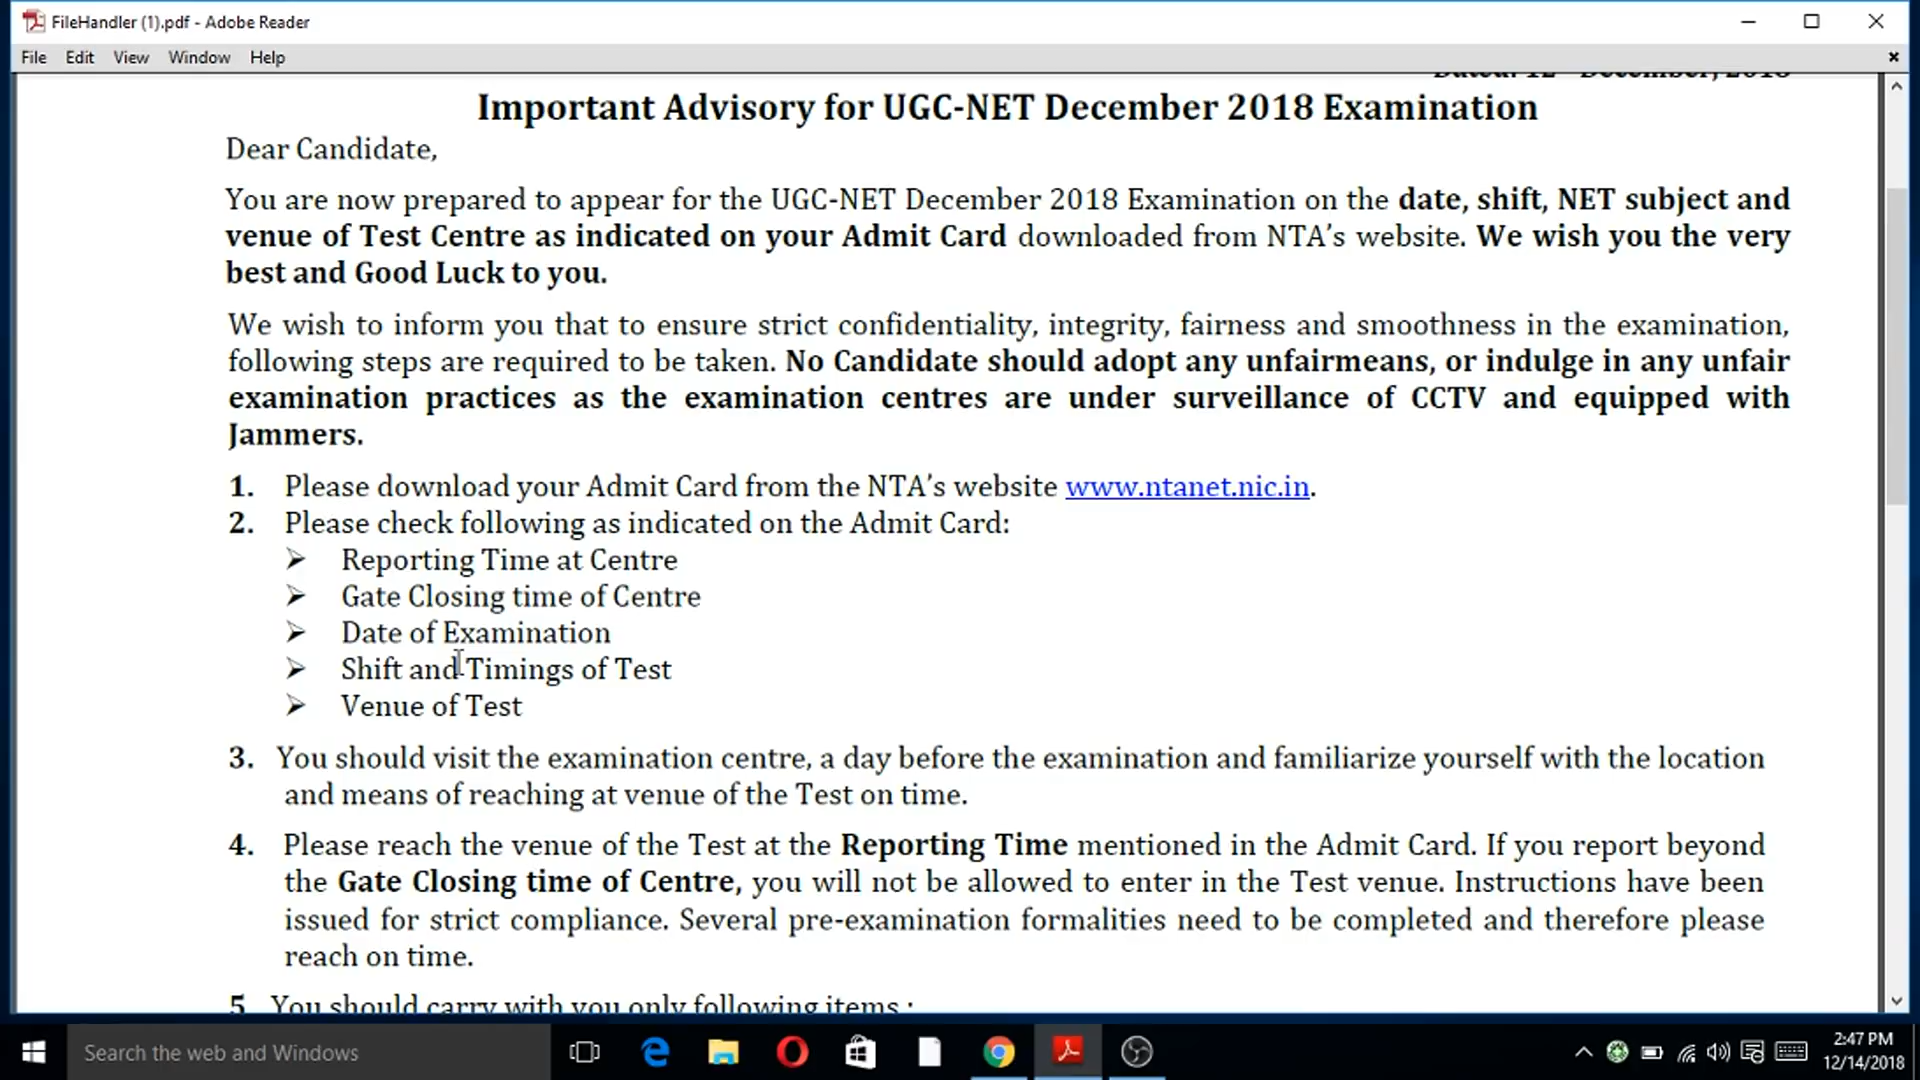 FileHandler (1).pdf - Adobe Reader
File Edit View Window Help
Important Advisory for UGC-NET December 2018 Examination
Dear Candidate,
You are now prepared to appear for the UGC-NET December 2018 Examination on the date, shift, NET subject and
venue of Test Centre as indicated on your Admit Card downloaded from NTA’s website. We wish you the very
best and Good Luck to you.
We wish to inform you that to ensure strict confidentiality, integrity, fairness and smoothness in the examination,
following steps are required to be taken. No Candidate should adopt any unfairmeans, or indulge in any unfair
examination practices as the examination centres are under surveillance of CCTV and equipped with
Jammers.
1. Please download your Admit Card from the NTA’s website www.ntanet.nic.in.
2. Please check following as indicated on the Admit Card:
➢ Reporting Time at Centre
➢ Gate Closing time of Centre
➢ Date of Examination
➢ Shift and Timings of Test
➢ Venue of Test
3. You should visit the examination centre, a day before the examination and familiarize yourself with the location
and means of reaching at venue of the Test on time.
4. Please reach the venue of the Test at the Reporting Time mentioned in the Admit Card. If you report beyond
the Gate Closing time of Centre, you will not be allowed to enter in the Test venue. Instructions have been
issued for strict compliance. Several pre-examination formalities need to be completed and therefore please
reach on time.
5. You should carry with you only following items :
Search the web and Windows
2:47 PM
12/14/2018